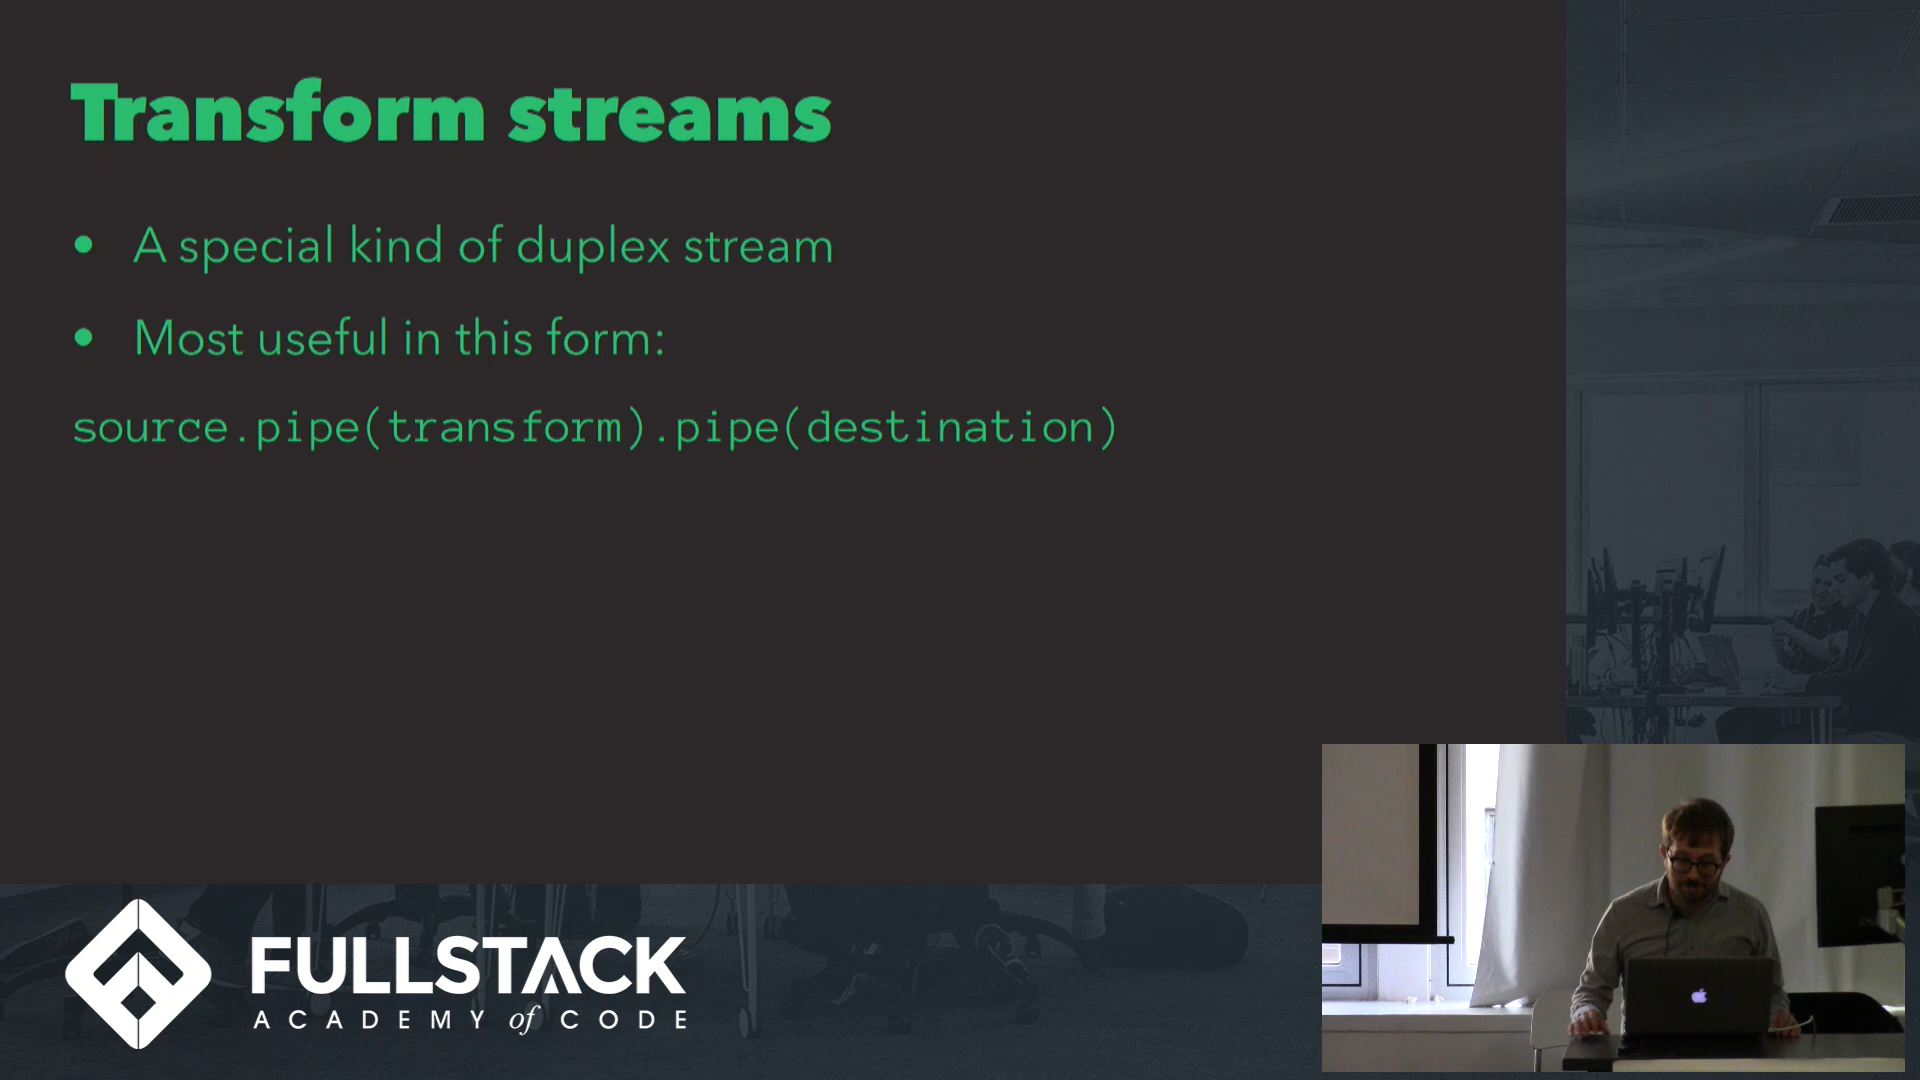 Transform streams
• A special kind of duplex stream
• Most useful in this form:
source.pipe(transform).pipe(destination)
FULLSTACK
ACADEMY of CODE